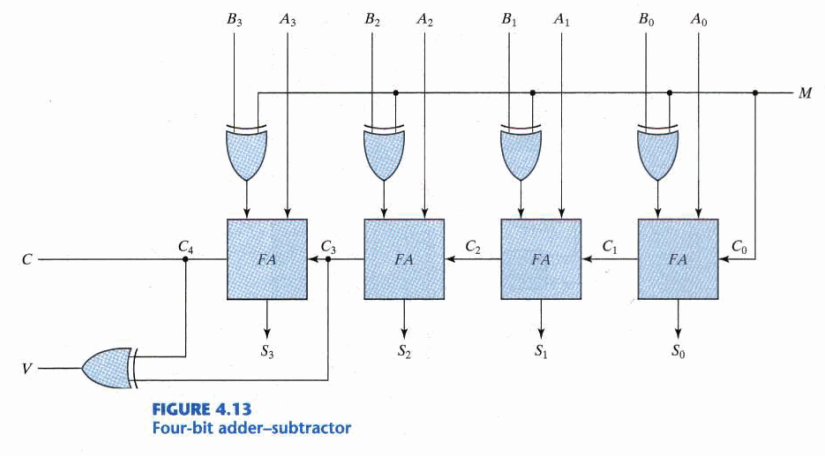 B₃ A₃ B₂ A₂ B₁ A₁ B₀ A₀
M
C C₄ FA C₃ FA C₂ FA C₁ FA C₀
S₃ S₂ S₁ S₀
V
FIGURE 4.13
Four-bit adder–subtractor